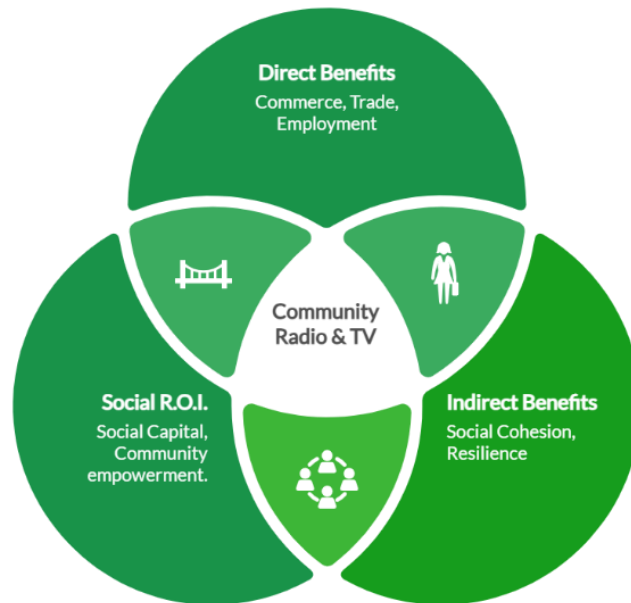 Direct Benefits
Commerce, Trade,
Employment
Community
Radio & TV
Social R.O.I.
Social Capital,
Community
empowerment.
Indirect Benefits
Social Cohesion,
Resilience